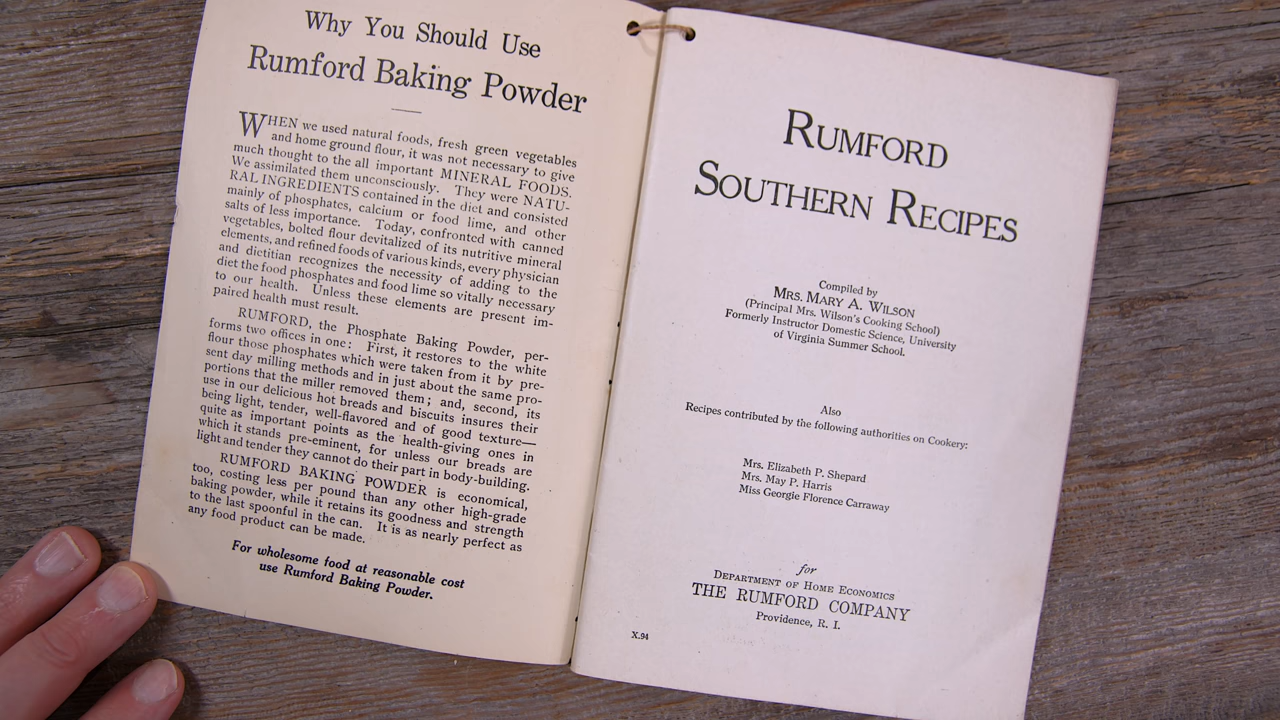 Why You Should Use
Rumford Baking Powder
WHEN we used natural foods, fresh green vegetables
and home ground flour, it was not necessary to give
much thought to the all important MINERAL FOODS.
We assimilated them unconsciously. They were NATU-
RAL INGREDIENTS contained in the diet and consisted
mainly of phosphates, calcium or food lime, and other
salts of less importance. Today, confronted with canned
vegetables, bolted flour devitalized of its nutritive mineral
elements, and refined foods of various kinds, every physician
and dietitian recognizes the necessity of adding to the
diet the food phosphates and food lime so vitally necessary
to our health. Unless these elements are present im-
paired health must result.
RUMFORD, the Phosphate Baking Powder, per-
forms two offices in one: First, it restores to the white
flour those phosphates which were taken from it by pre-
sent day milling methods and in just about the same pro-
portions that the miller removed them; and, second, its
use in our delicious hot breads and biscuits insures their
being light, tender, well-flavored and of good texture—
quite as important points as the health-giving ones in
which it stands pre-eminent, for unless our breads are
light and tender they cannot do their part in body-building.
RUMFORD BAKING POWDER is economical,
too, costing less per pound than any other high-grade
baking powder, while it retains its goodness and strength
to the last spoonful in the can. It is as nearly perfect as
any food product can be made.
For wholesome food at reasonable cost
use Rumford Baking Powder.
RUMFORD
SOUTHERN RECIPES
Compiled by
MRS. MARY A. WILSON
(Principal Mrs. Wilson's Cooking School)
Formerly Instructor Domestic Science, University
of Virginia Summer School.
Also
Recipes contributed by the following authorities on Cookery:
Mrs. Elizabeth P. Shepard
Mrs. May P. Harris
Miss Georgie Florence Carraway
for
DEPARTMENT OF HOME ECONOMICS
THE RUMFORD COMPANY
Providence, R. I.
X.94